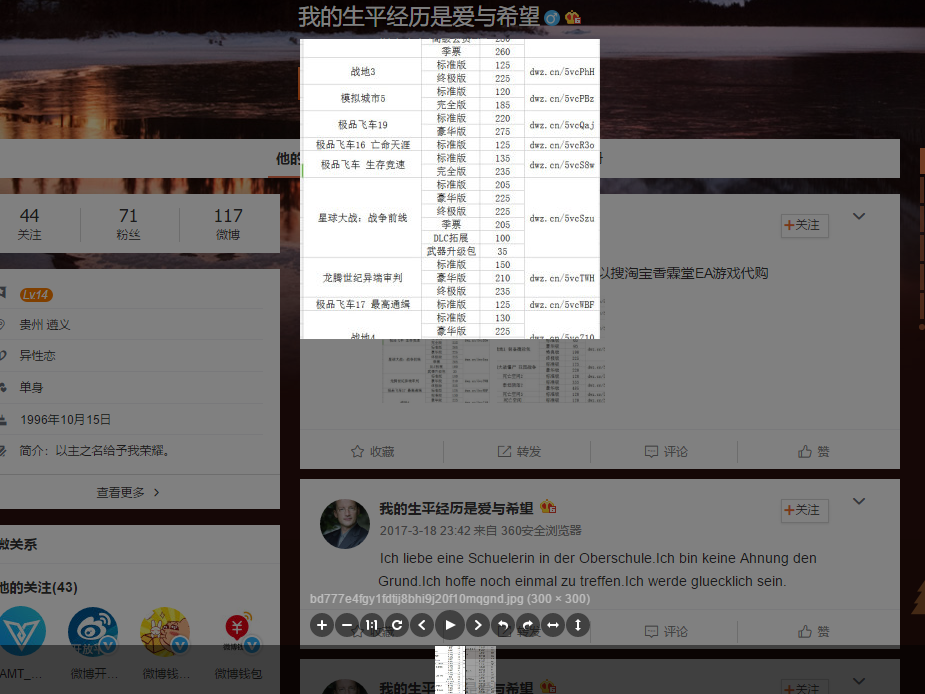 我的生平经历是爱与希望
季票 260
战地3 标准版 125 dwz.cn/5vcPhH
终极版 225
模拟城市5 标准版 120 dwz.cn/5vcPBz
完全版 185
极品飞车19 标准版 220 dwz.cn/5vcQaj
豪华版 275
极品飞车16 亡命天涯 标准版 125 dwz.cn/5vcR3o
极品飞车 生存竞速 标准版 135 dwz.cn/5vcS8w
完全版 235
星球大战：战争前线 标准版 205 dwz.cn/5vcSzu
豪华版 225
终极版 225
季票 205
DLC拓展 100
武器升级包 35
龙腾世纪异端审判 标准版 150 dwz.cn/5vcTWH
豪华版 210
终极版 235
极品飞车17 最高通缉 标准版 125 dwz.cn/5vcWBF
战地4 标准版 130
豪华版 225
44 71 117
关注 粉丝 微博
Lv14
贵州 遵义
异性恋
单身
1996年10月15日
简介：以主之名给予我荣耀。
查看更多
微关系
他的关注(43)
AMT_...
微博开...
微博钱...
微博钱包
+关注
以搜淘宝香霖堂EA游戏代购
收藏 转发 评论 赞
我的生平经历是爱与希望
+关注
2017-3-18 23:42 来自 360安全浏览器
Ich liebe eine Schuelerin in der Oberschule.Ich bin keine Ahnung den
Grund.Ich hoffe noch einmal zu treffen.Ich werde gluecklich sein.
bd777e4fgy1fdtij8bhi9j20f10mqgnd.jpg (300 × 300)
1:1
转发 评论 赞
我的生平经历是爱与希望
+关注